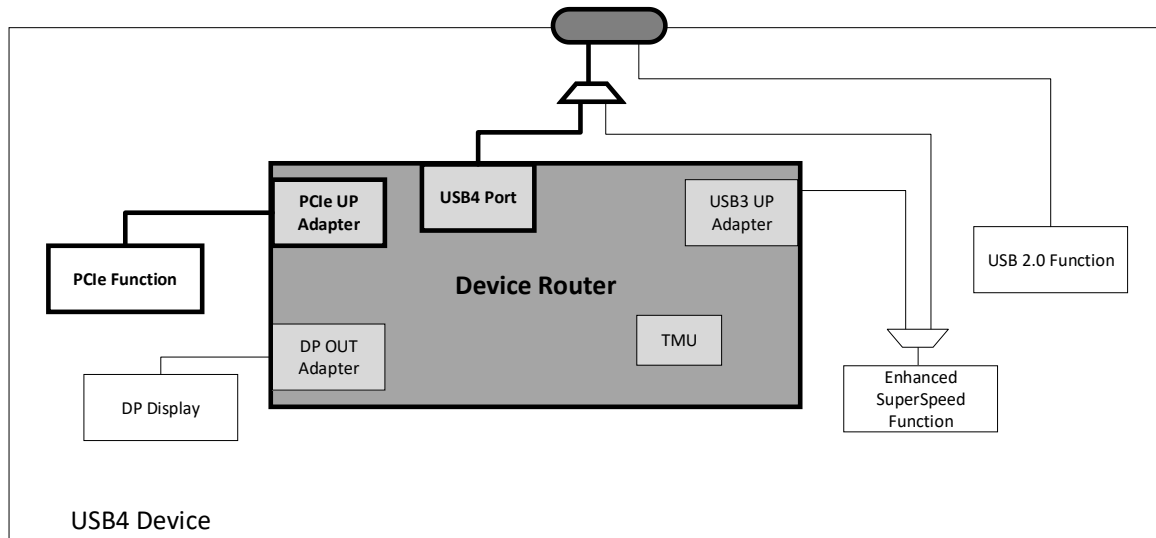 PCIe UP
Adapter
USB4 Port
USB3 UP
Adapter
USB 2.0 Function
PCIe Function
Device Router
DP OUT
Adapter
TMU
DP Display
Enhanced
SuperSpeed
Function
USB4 Device